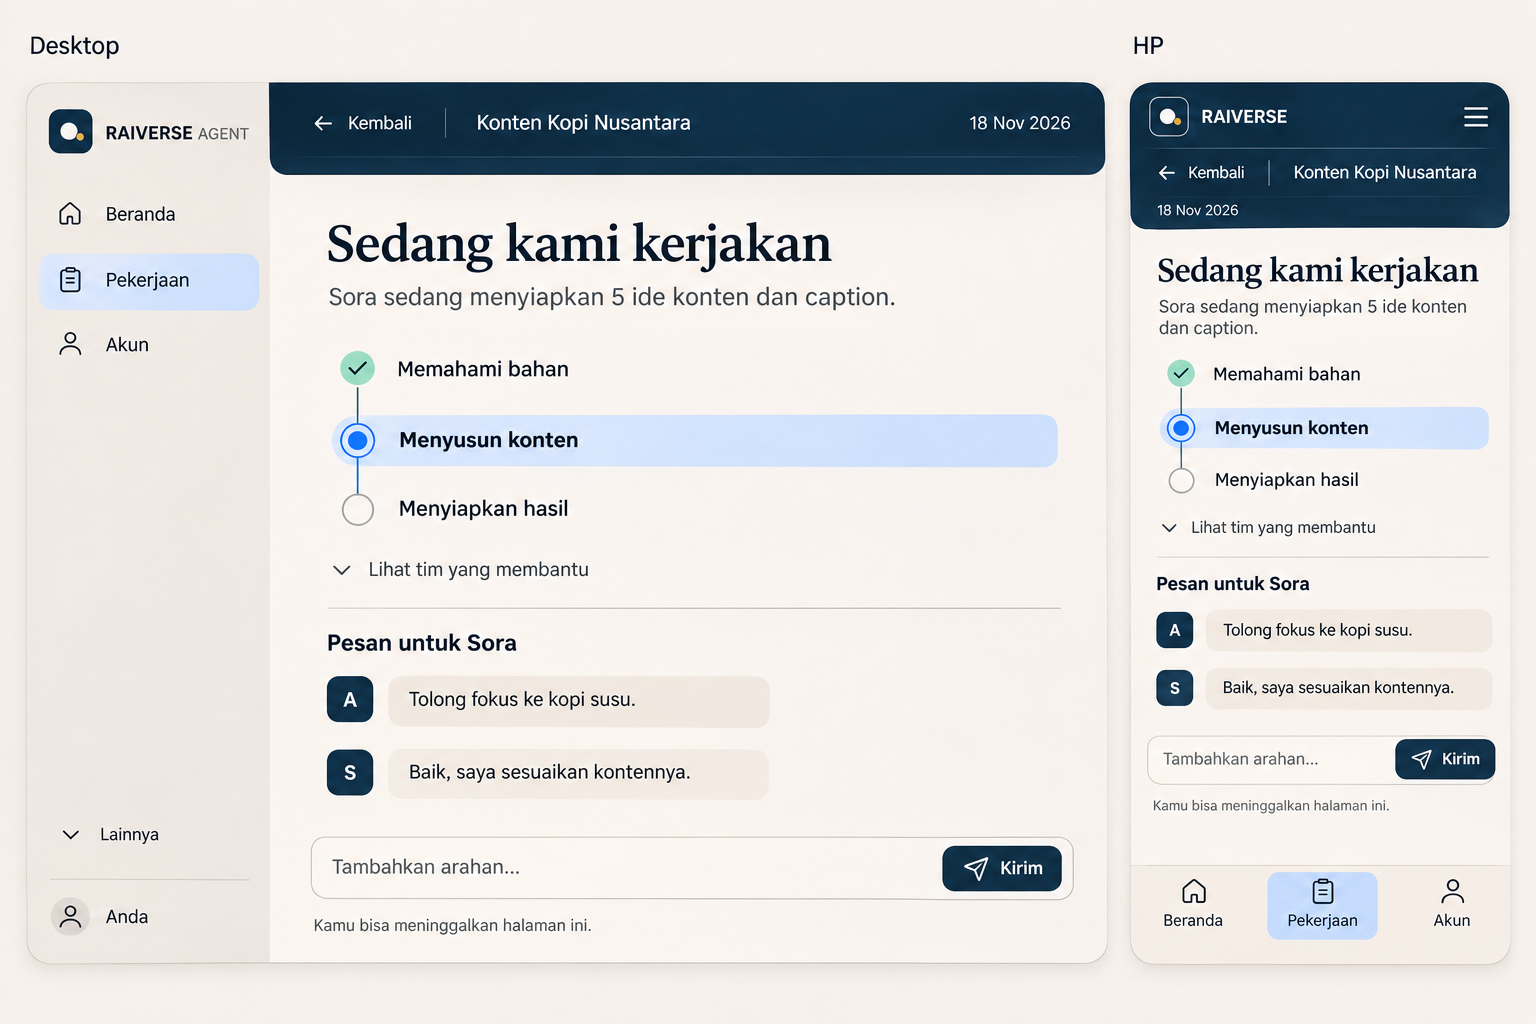 Desktop
RAIVERSE AGENT
Beranda
Pekerjaan
Akun
Lainnya
Anda
Kembali
Konten Kopi Nusantara
18 Nov 2026
Sedang kami kerjakan
Sora sedang menyiapkan 5 ide konten dan caption.
Memahami bahan
Menyusun konten
Menyiapkan hasil
Lihat tim yang membantu
Pesan untuk Sora
A
Tolong fokus ke kopi susu.
S
Baik, saya sesuaikan kontennya.
Tambahkan arahan...
Kirim
Kamu bisa meninggalkan halaman ini.
HP
RAIVERSE
Kembali
Konten Kopi Nusantara
18 Nov 2026
Sedang kami kerjakan
Sora sedang menyiapkan 5 ide konten
dan caption.
Memahami bahan
Menyusun konten
Menyiapkan hasil
Lihat tim yang membantu
Pesan untuk Sora
A
Tolong fokus ke kopi susu.
S
Baik, saya sesuaikan kontennya.
Tambahkan arahan...
Kirim
Kamu bisa meninggalkan halaman ini.
Beranda
Pekerjaan
Akun